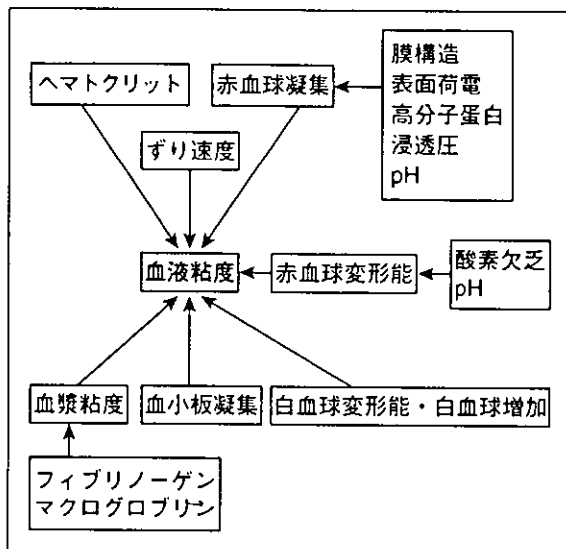 ヘマトクリット
赤血球凝集
膜構造
表面荷電
高分子蛋白
浸透圧
pH
ずり速度
血液粘度
赤血球変形能
酸素欠乏
pH
血漿粘度
血小板凝集
白血球変形能・白血球増加
フィブリノーゲン
マクログロブリン